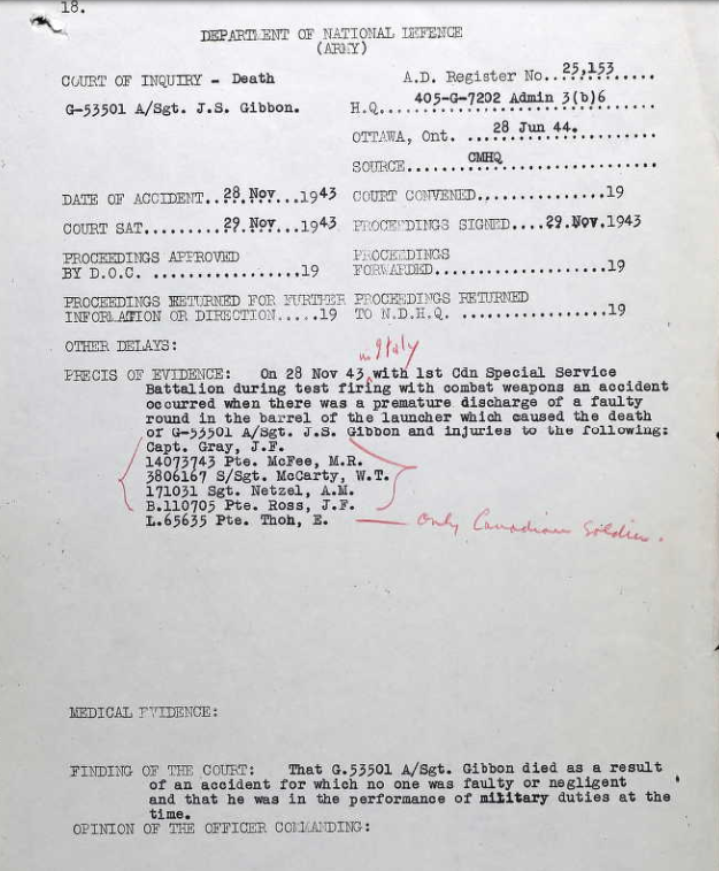 18.
DEPARTMENT OF NATIONAL DEFENCE
(ARMY)
COURT OF INQUIRY - Death
A.D. Register No..25,153.....
G-53501 A/Sgt. J.S. Gibbon.
H.Q...405-G-7202 Admin 3(b)6
OTTAWA, Ont. ...28 Jun 44.
SOURCE.......CMHQ
DATE OF ACCIDENT..28 Nov...1943 COURT CONVENED................19
COURT SAT.........29 Nov...1943 PROCEEDINGS SIGNED....29.Nov.1943
PROCEEDINGS APPROVED
BY D.O.C. .................19
PROCEEDINGS
FORWARDED....................19
PROCEEDINGS RETURNED FOR FURTHER
INFORMATION OR DIRECTION.....19
PROCEEDINGS RETURNED
TO N.D.H.Q. .................19
OTHER DELAYS:
in Italy
PRECIS OF EVIDENCE: On 28 Nov 43 with 1st Cdn Special Service
Battalion during test firing with combat weapons an accident
occurred when there was a premature discharge of a faulty
round in the barrel of the launcher which caused the death
of G-53501 A/Sgt. J.S. Gibbon and injuries to the following:
Capt. Gray, J.F.
14073743 Pte. McFee, M.R.
3806167 S/Sgt. McCarty, W.T.
171031 Sgt. Netzel, A.M.
B.110705 Pte. Ross, J.F.
L.65635 Pte. Thoh, E. — only Canadian Soldier.
MEDICAL EVIDENCE:
FINDING OF THE COURT: That G.53501 A/Sgt. Gibbon died as a result
of an accident for which no one was faulty or negligent
and that he was in the performance of military duties at the
time.
OPINION OF THE OFFICER COMMANDING: